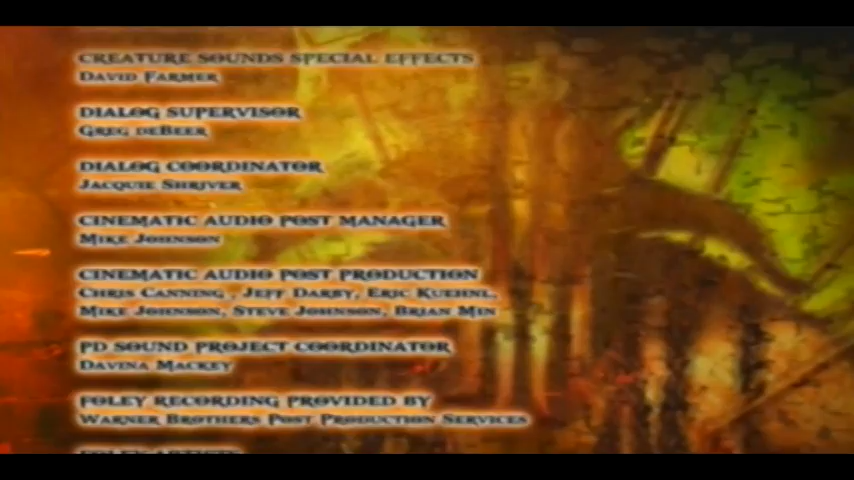 CREATURE SOUNDS SPECIAL EFFECTS
DAVID FARMER
DIALOG SUPERVISOR
GREG DEBEER
DIALOG COORDINATOR
JACQUIE SHRIVER
CINEMATIC AUDIO POST MANAGER
MIKE JOHNSON
CINEMATIC AUDIO POST PRODUCTION
CHRIS CANNING , JEFF DARBY, ERIC KUEHNL,
MIKE JOHNSON, STEVE JOHNSON, BRIAN MIN
PD SOUND PROJECT COORDINATOR
DAVINA MACKEY
FOLEY RECORDING PROVIDED BY
WARNER BROTHERS POST PRODUCTION SERVICES